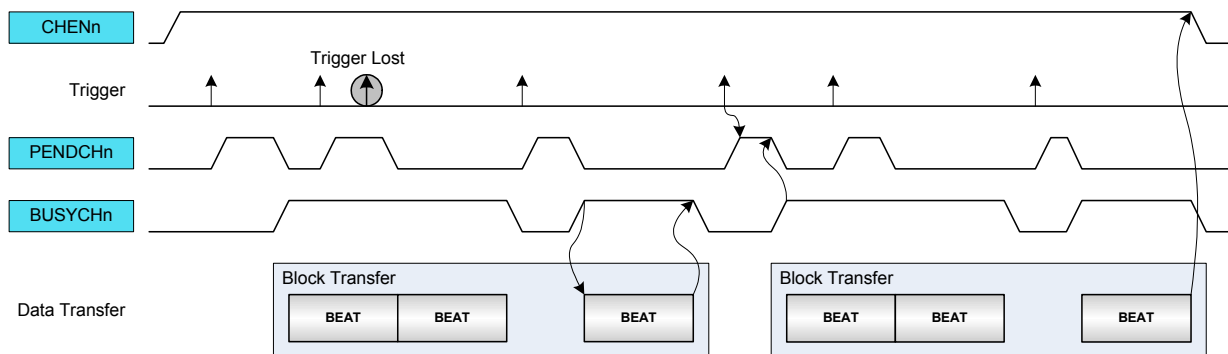 CHENn
Trigger Lost
Trigger
PENDCHn
BUSYCHn
Block Transfer
Block Transfer
Data Transfer
BEAT
BEAT
BEAT
BEAT
BEAT
BEAT